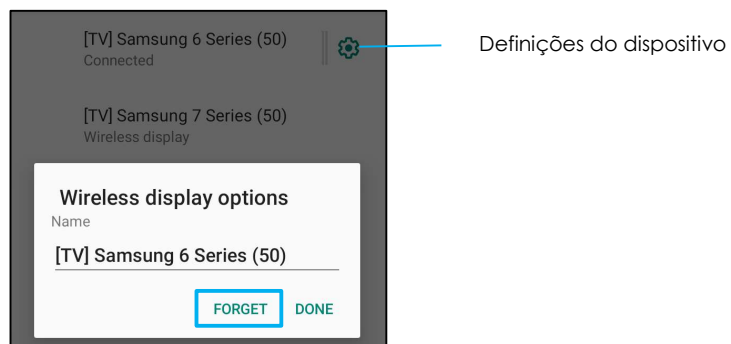 [TV] Samsung 6 Series (50)
Connected
Definições do dispositivo
[TV] Samsung 7 Series (50)
Wireless display
Wireless display options
Name
[TV] Samsung 6 Series (50)
FORGET DONE